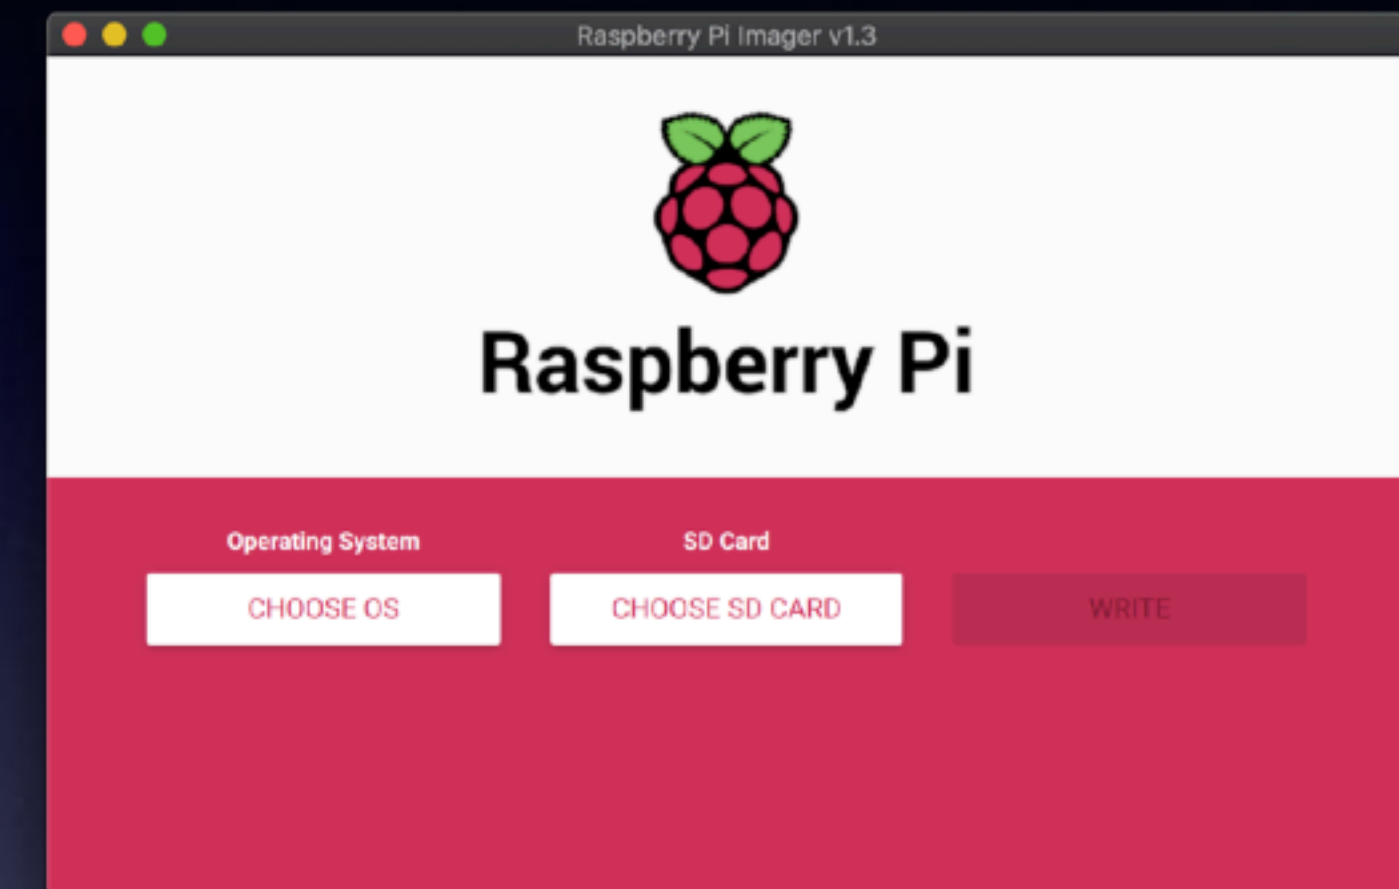 Raspberry Pi Imager v1.3
Raspberry Pi
Operating System
SD Card
CHOOSE OS
CHOOSE SD CARD
WRITE